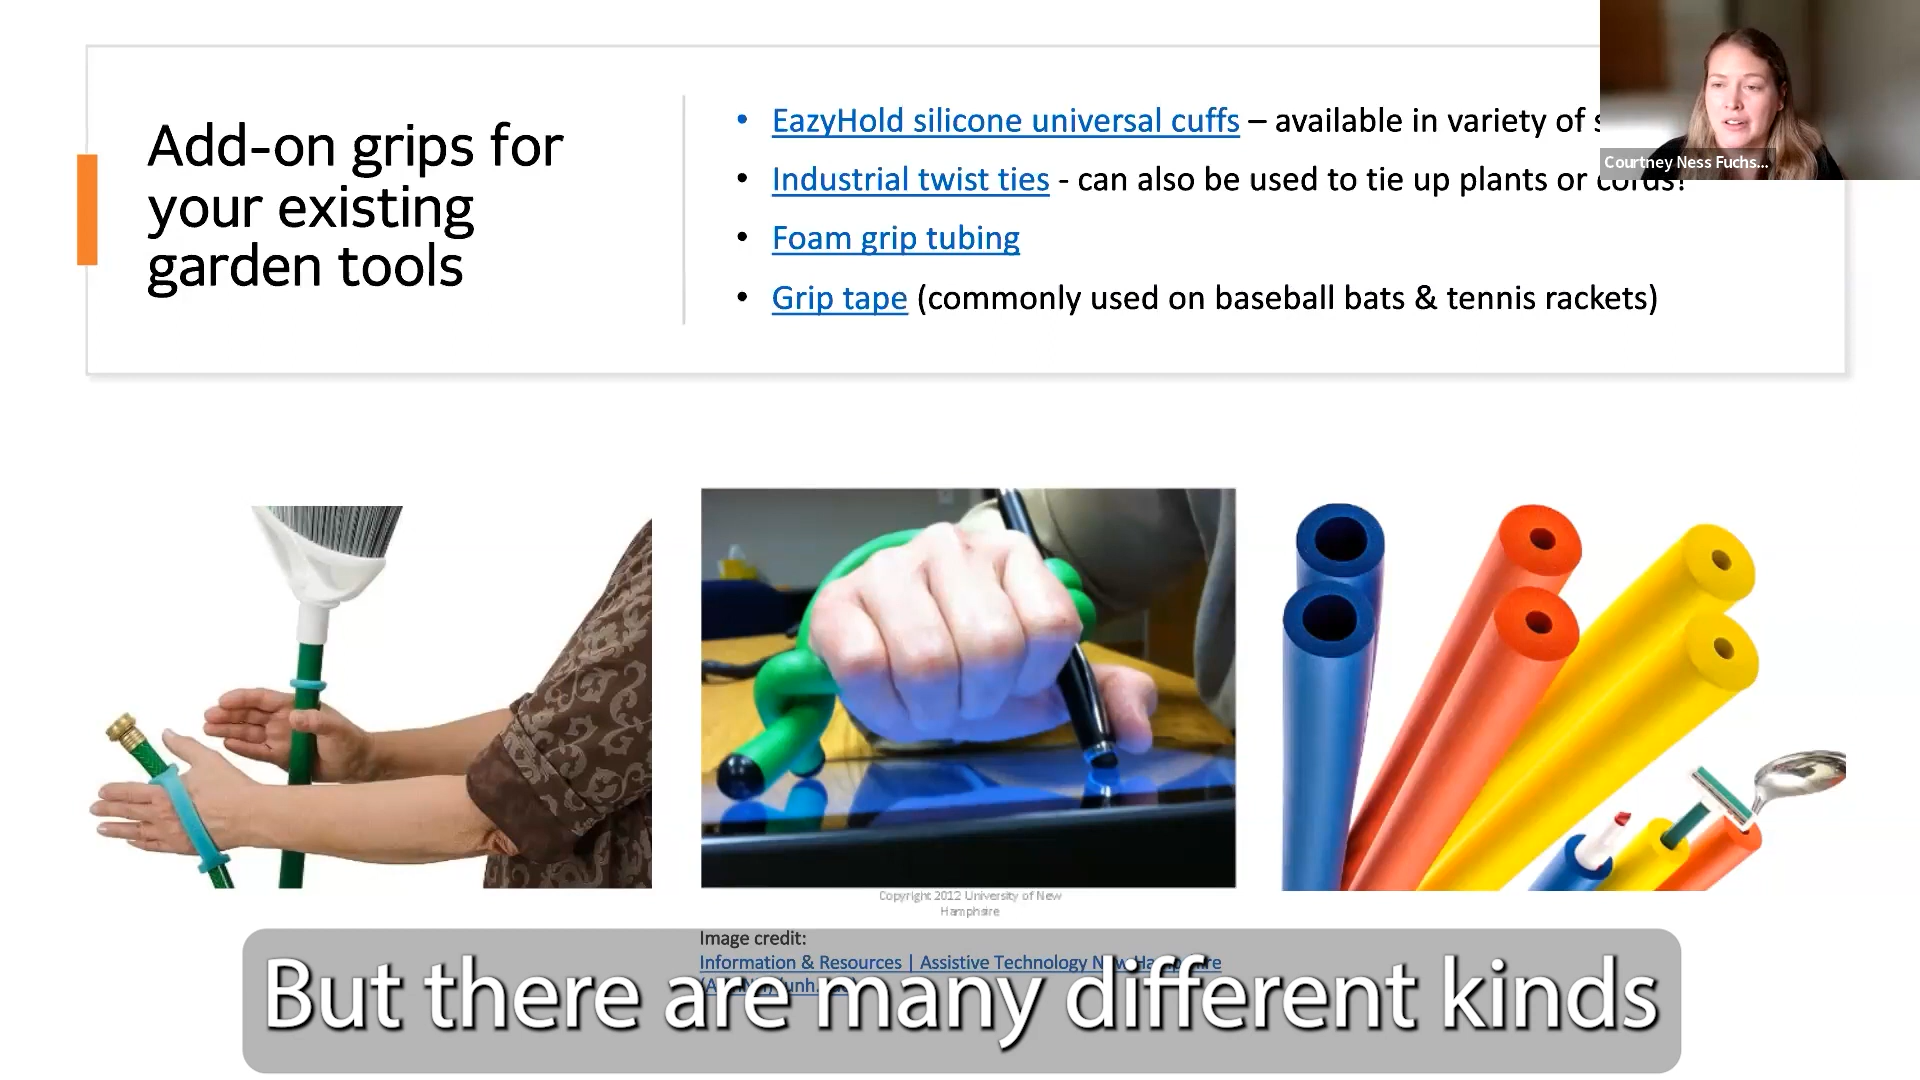 Add-on grips for
your existing
garden tools
• EazyHold silicone universal cuffs – available in variety of
• Industrial twist ties - can also be used to tie up plants or cords!
• Foam grip tubing
• Grip tape (commonly used on baseball bats & tennis rackets)
Courtney Ness Fuchs...
Copyright 2012 University of New
Hampshire
Image credit:
Information & Resources | Assistive Technology New Hampshire
But there are many different kinds